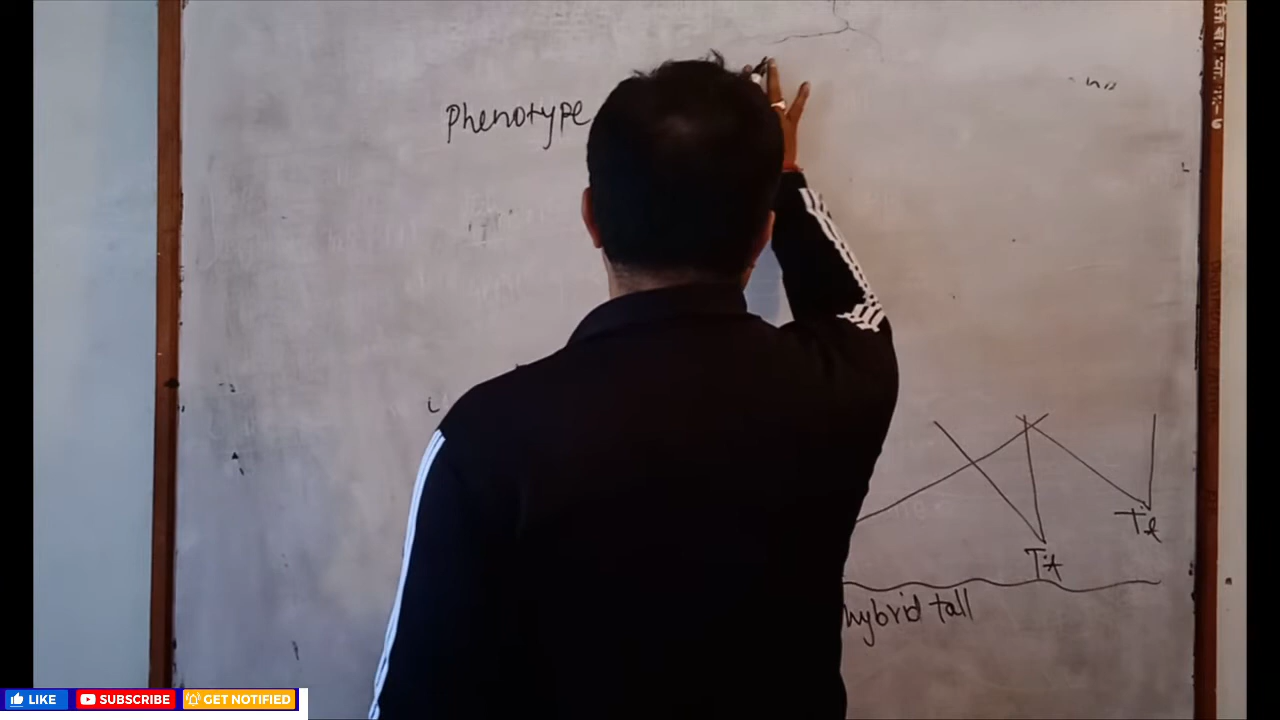 Phenotype
Tt
Tt
hybrid tall
LIKE
SUBSCRIBE
GET NOTIFIED